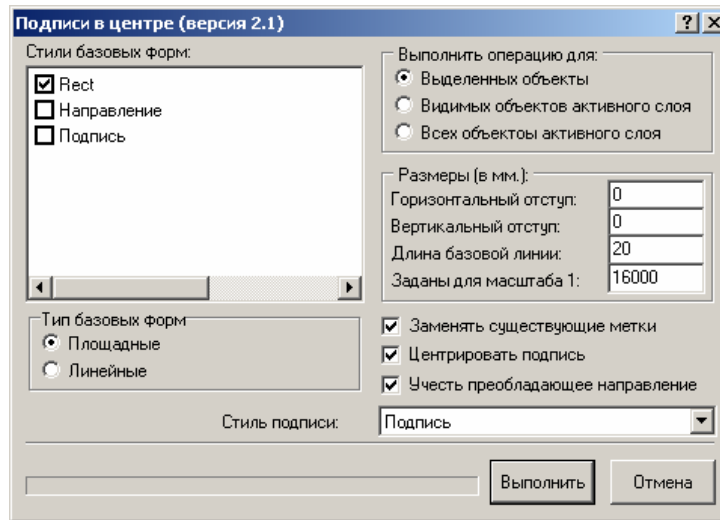 Подписи в центре (версия 2.1)
Стили базовых форм:
Rect
Направление
Подпись
Тип базовых форм
Площадные
Линейные
Выполнить операцию для:
Выделенных объекты
Видимых объектов активного слоя
Всех объектоы активного слоя
Размеры (в мм.):
Горизонтальный отступ: 0
Вертикальный отступ: 0
Длина базовой линии: 20
Заданы для масштаба 1: 16000
Заменять существующие метки
Центрировать подпись
Учесть преобладающее направление
Стиль подписи: Подпись
Выполнить Отмена